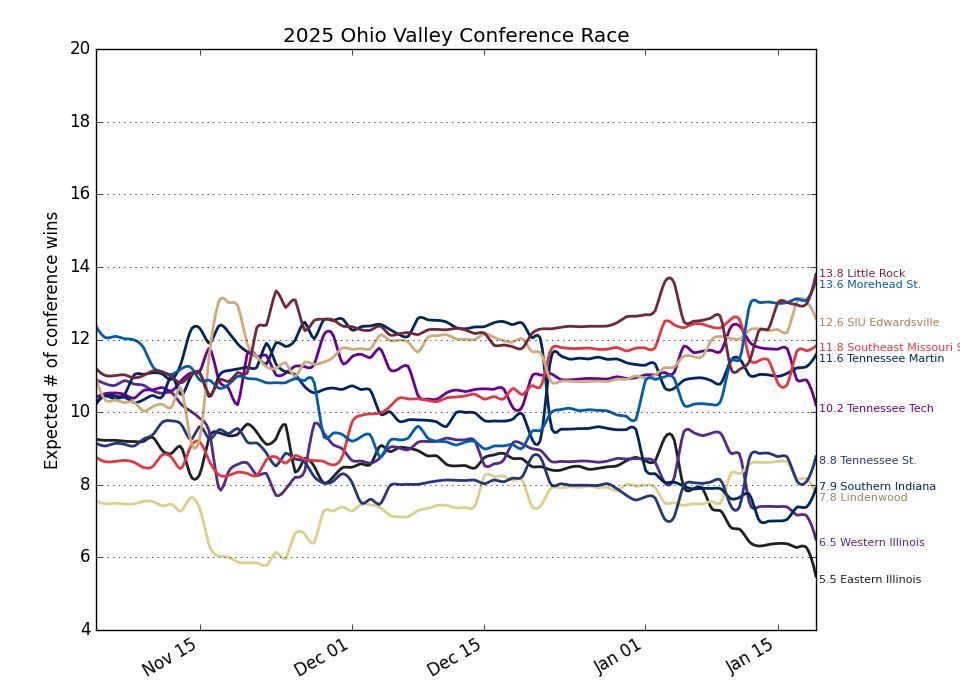 2025 Ohio Valley Conference Race
Expected # of conference wins
20
18
16
14
12
10
8
6
4
Nov 15
Dec 01
Dec 15
Jan 01
Jan 15
13.8 Little Rock
13.6 Morehead St.
12.6 SIU Edwardsville
11.8 Southeast Missouri S
11.6 Tennessee Martin
10.2 Tennessee Tech
8.8 Tennessee St.
7.9 Southern Indiana
7.8 Lindenwood
6.5 Western Illinois
5.5 Eastern Illinois